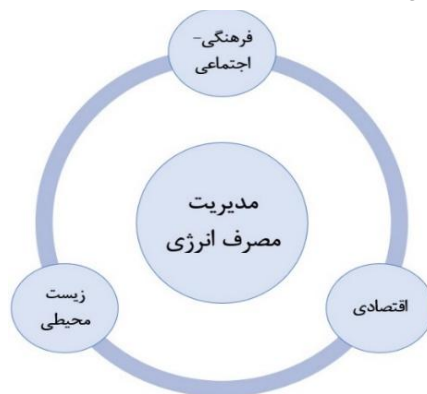 فرهنگی-
اجتماعی
مدیریت
مصرف انرژی
اقتصادی
زیست
محیطی